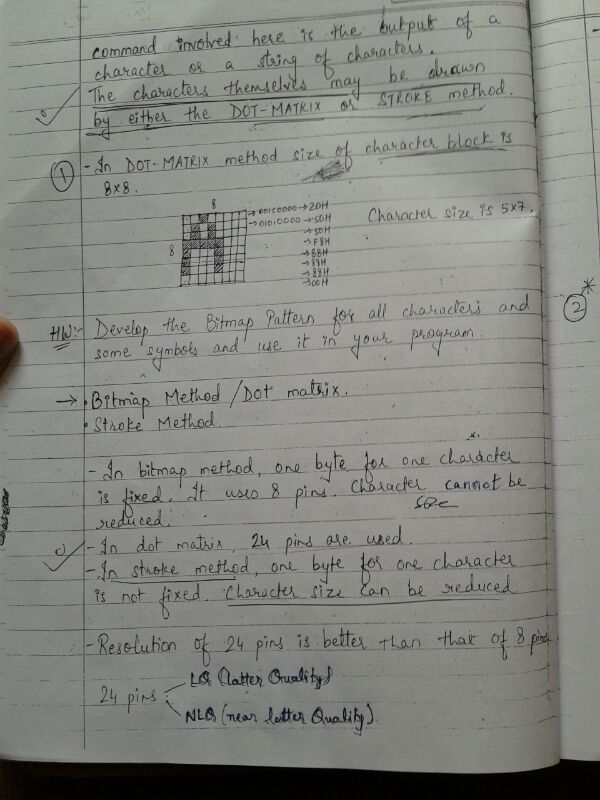 command involved here is the output of a
character or a string of characters.
The characters themselves may be drawn
by either the DOT-MATRIX or STROKE method.
1 - In DOT-MATRIX method size of character block is
8x8.
8
8
00100000 → 20H
01010000 → 50H
→ 50H
→ F8H
→ 88H
→ 88H
→ 88H
→ 00H
Character size is 5x7.
2 *
HW:- Develop the Bitmap Pattern for all characters and
some symbols and use it in your program.
→ • Bitmap Method / DOT matrix.
• Stroke Method
- In bitmap method, one byte for one character
is fixed. It uses 8 pins. Character size cannot be
reduced.
- In dot matrix, 24 pins are used.
- In stroke method, one byte for one character
is not fixed. Character size can be reduced
- Resolution of 24 pins is better than that of 8 pins
24 pins
LQ (latter Quality)
NLQ (near latter Quality).